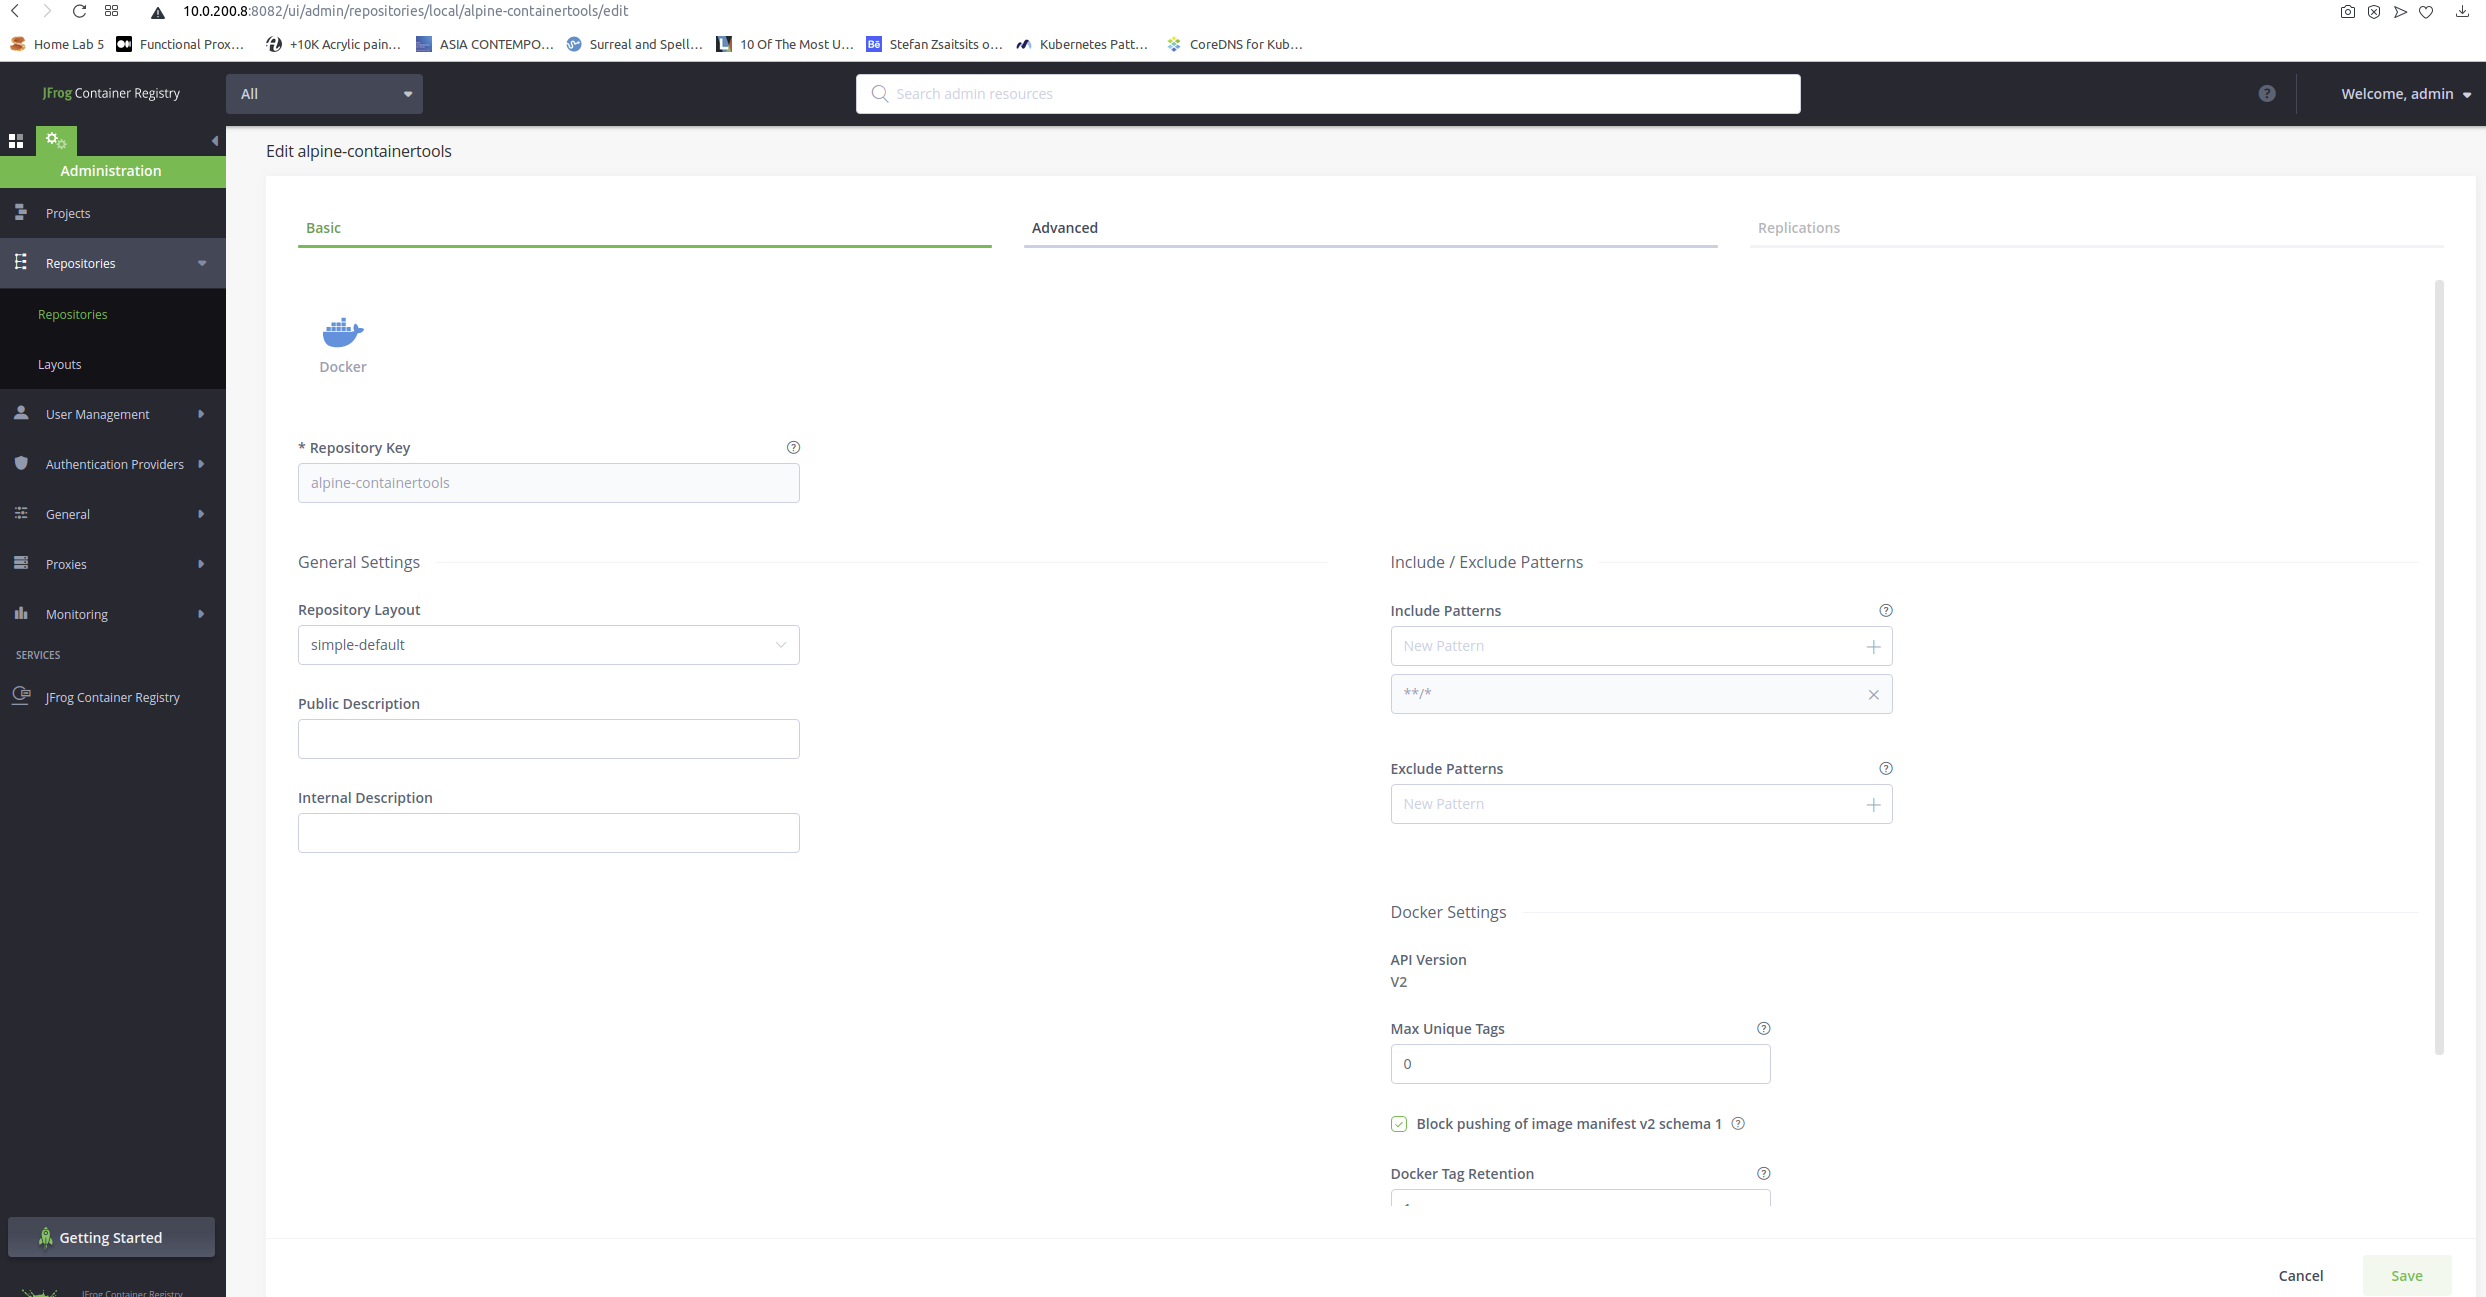 10.0.200.8:8082/ui/admin/repositories/local/alpine-containertools/edit
Home Lab 5
Functional Prox...
+10K Acrylic pain...
ASIA CONTEMPO...
Surreal and Spell...
10 Of The Most U...
Bē Stefan Zsaitsits o...
Kubernetes Patt...
CoreDNS for Kub...
JFrog Container Registry
All
Search admin resources
?
Welcome, admin
Administration
Projects
Repositories
Repositories
Layouts
User Management
Authentication Providers
General
Proxies
Monitoring
SERVICES
JFrog Container Registry
Getting Started
JFrog Container Registry
Edit alpine-containertools
Basic
Advanced
Replications
Docker
* Repository Key ?
alpine-containertools
General Settings
Repository Layout
simple-default
Public Description
Internal Description
Include / Exclude Patterns
Include Patterns ?
New Pattern
**/*
Exclude Patterns ?
New Pattern
Docker Settings
API Version
V2
Max Unique Tags ?
0
Block pushing of image manifest v2 schema 1 ?
Docker Tag Retention ?
Cancel
Save